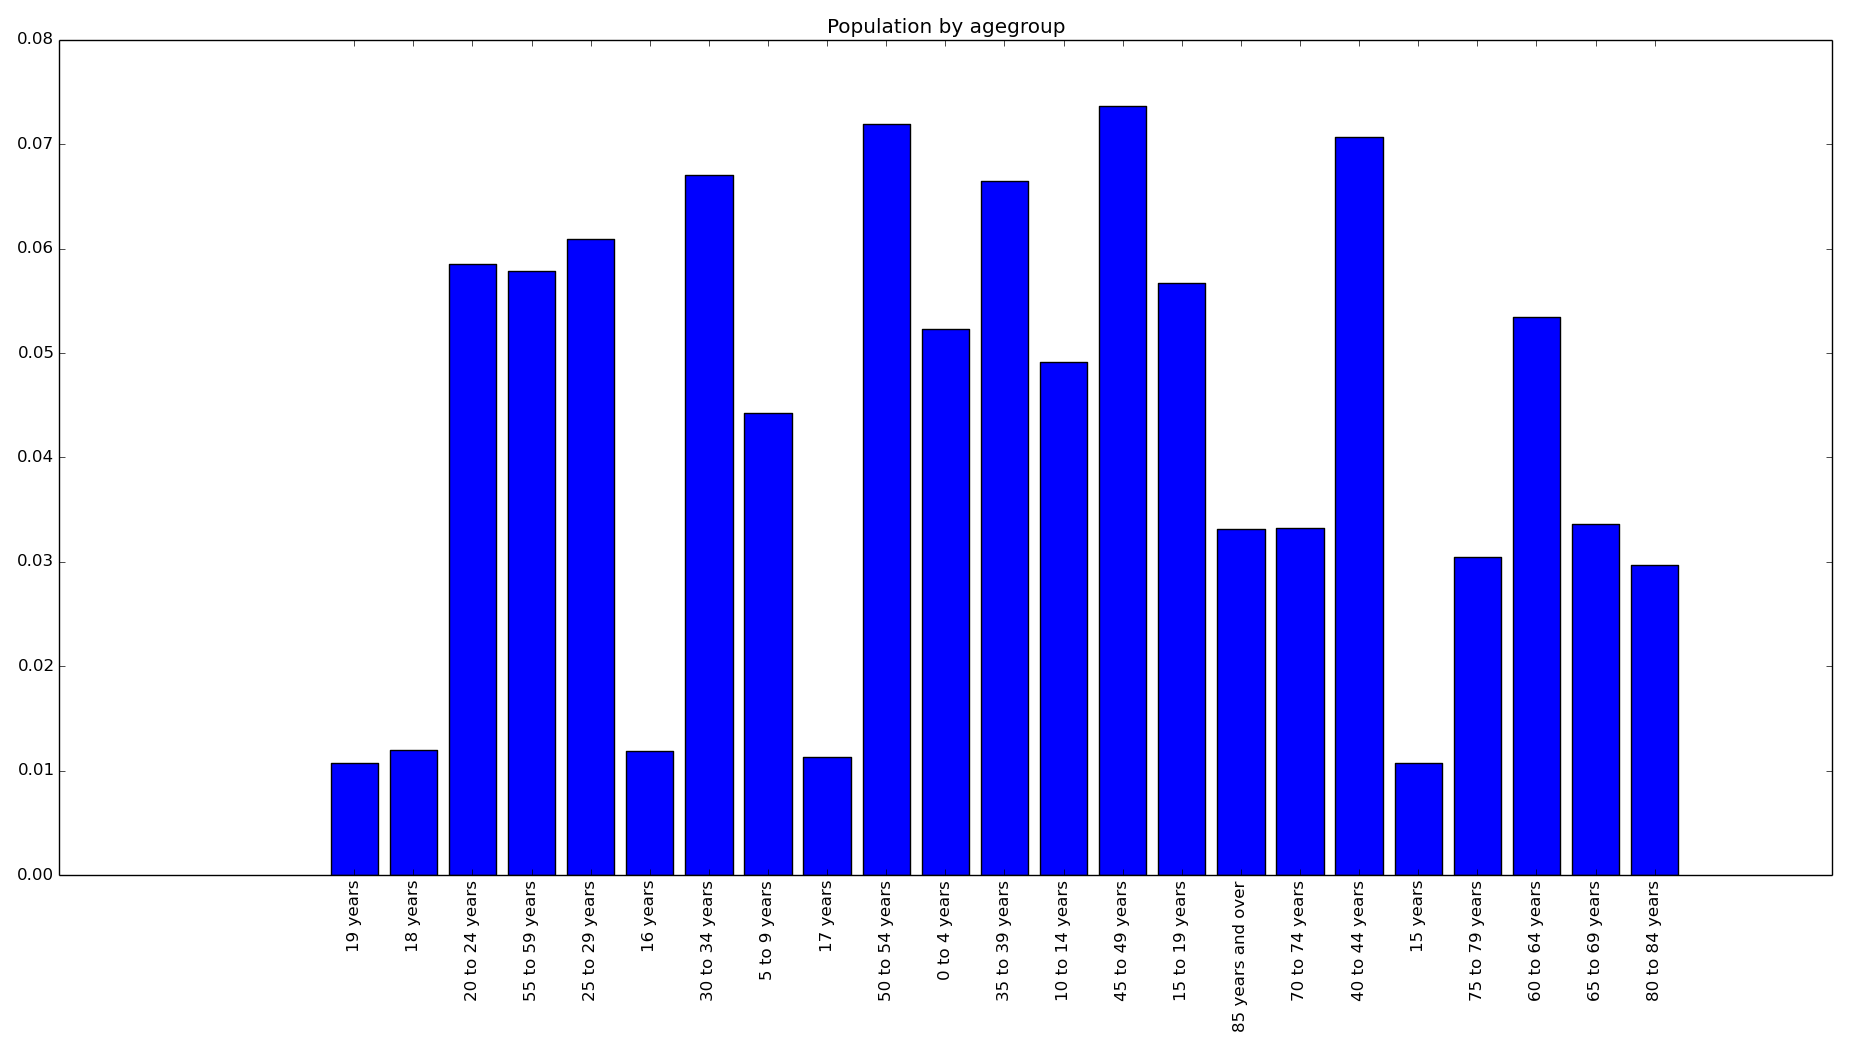 Population by agegroup
0.08
0.07
0.06
0.05
0.04
0.03
0.02
0.01
0.00
19 years
18 years
20 to 24 years
55 to 59 years
25 to 29 years
16 years
30 to 34 years
5 to 9 years
17 years
50 to 54 years
0 to 4 years
35 to 39 years
10 to 14 years
45 to 49 years
15 to 19 years
85 years and over
70 to 74 years
40 to 44 years
15 years
75 to 79 years
60 to 64 years
65 to 69 years
80 to 84 years